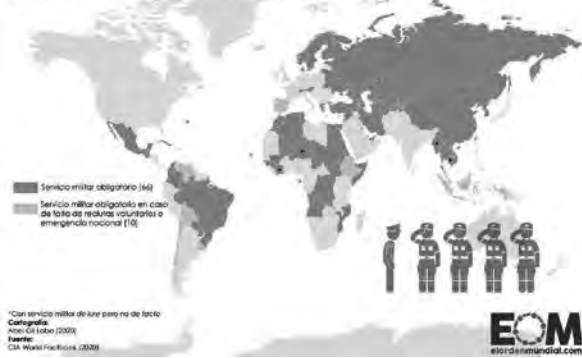 Servicio militar obligatorio (66)
Servicio militar obligatorio en caso
de falta de reclutas voluntarios o
emergencia nacional (10)
*Con servicio militar de iure pero no de facto
Cartografía:
Abel Gil Lobo (2020)
Fuente:
CIA World Factbook (2020)
EOM
elordenmundial.com